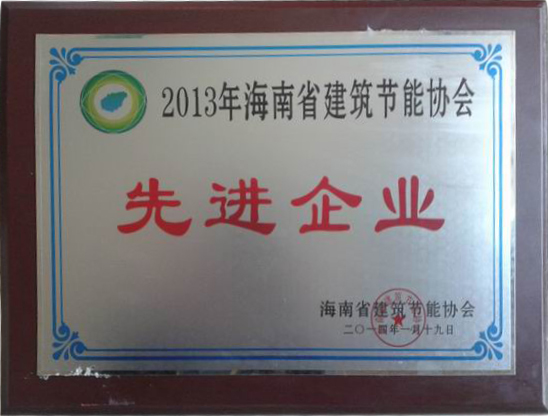 2013年海南省建筑节能协会
先进企业
海南省建筑节能协会
二〇一四年一月十九日